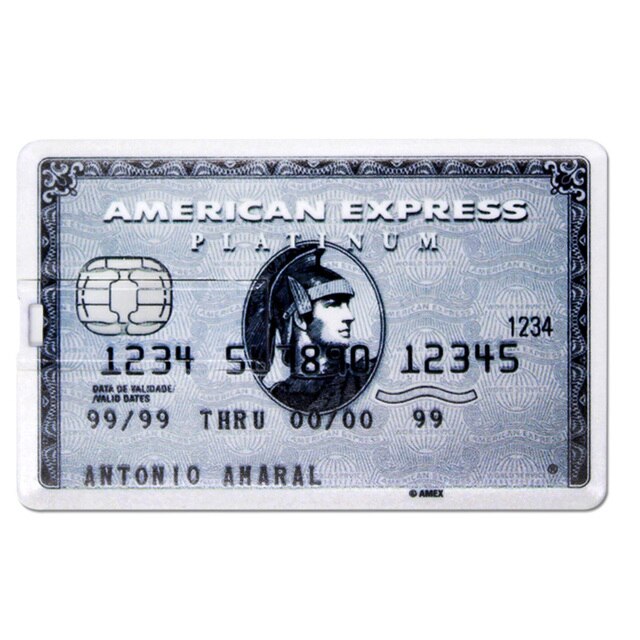 AMERICAN EXPRESS
PLATINUM
1234
1234 1890 12345
DATA DE VALIDADE/
/VALID DATES
99/99 THRU 00/00 99
ANTONIO AMARAL
®
© AMEX